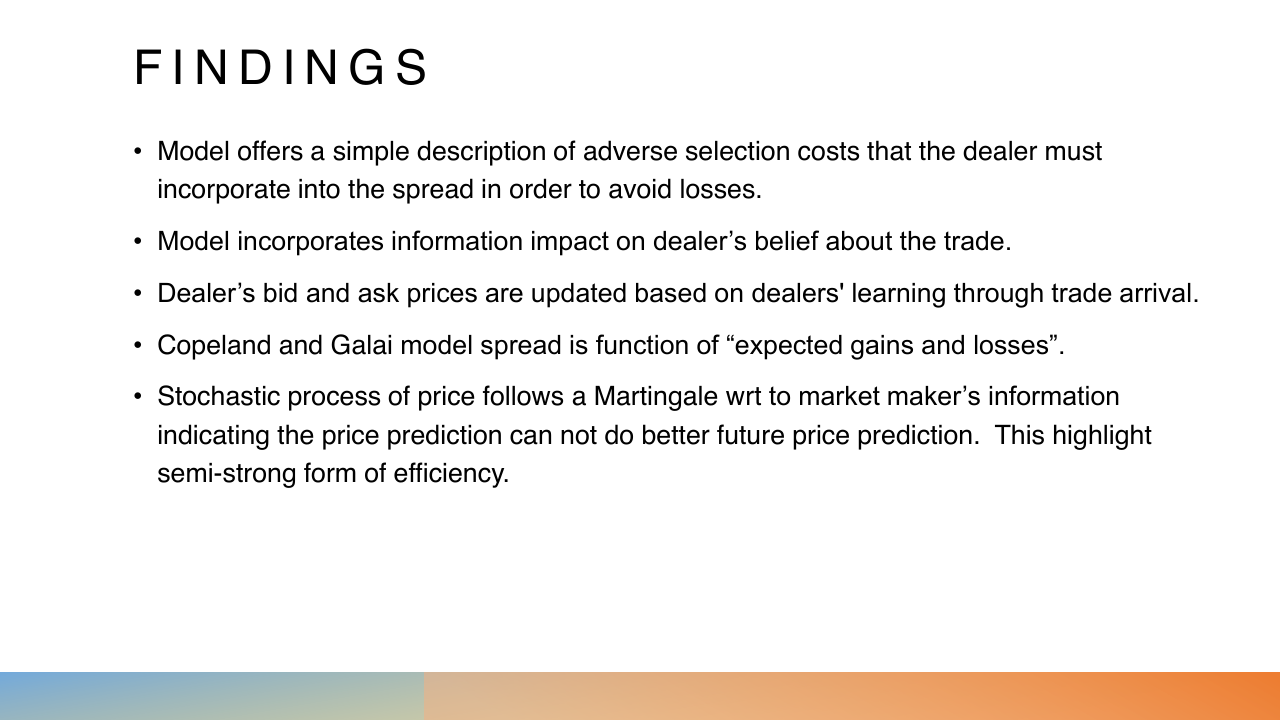 FINDINGS
• Model offers a simple description of adverse selection costs that the dealer must
incorporate into the spread in order to avoid losses.
• Model incorporates information impact on dealer’s belief about the trade.
• Dealer’s bid and ask prices are updated based on dealers' learning through trade arrival.
• Copeland and Galai model spread is function of “expected gains and losses”.
• Stochastic process of price follows a Martingale wrt to market maker’s information
indicating the price prediction can not do better future price prediction.  This highlight
semi-strong form of efficiency.